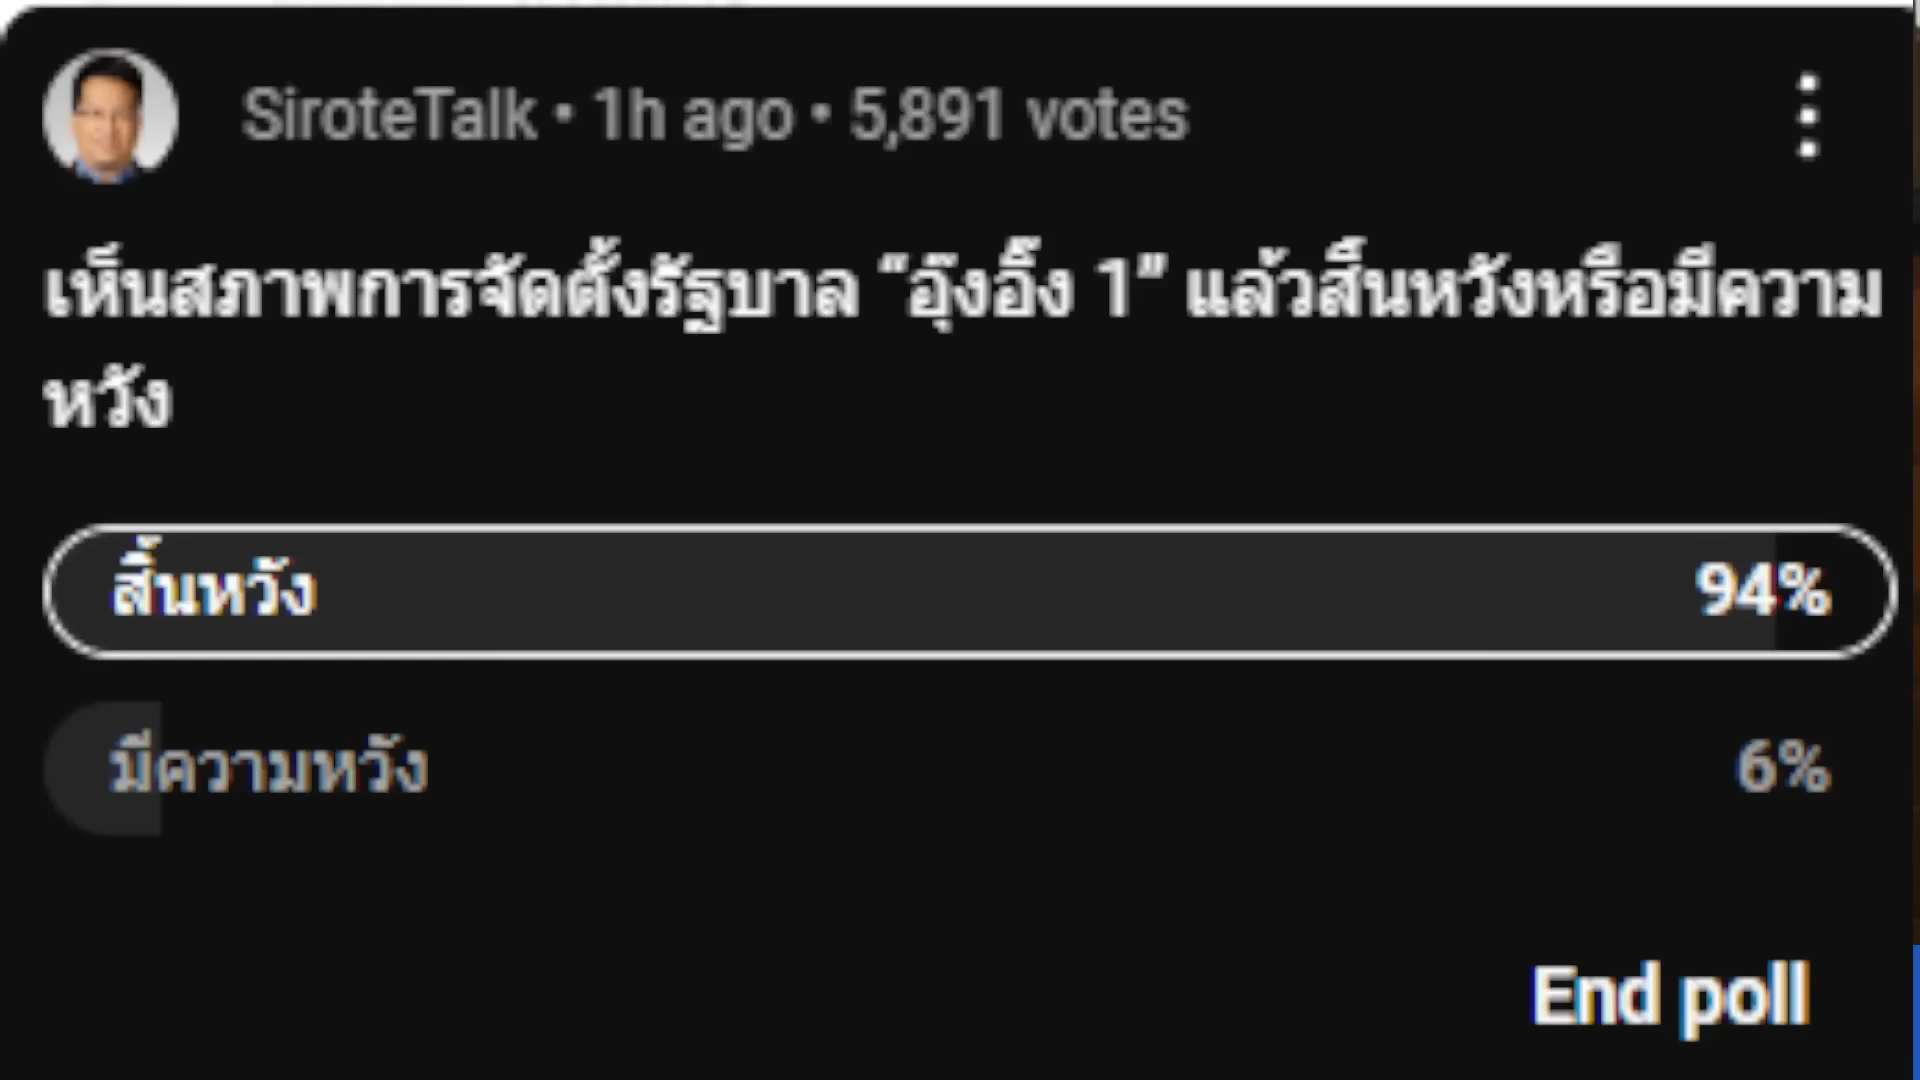 SiroteTalk • 1h ago • 5,891 votes
เห็นสภาพการจัดตั้งรัฐบาล “อุ๊งอิ๊ง 1” แล้วสิ้นหวังหรือมีความ
หวัง
สิ้นหวัง 94%
มีความหวัง 6%
End poll